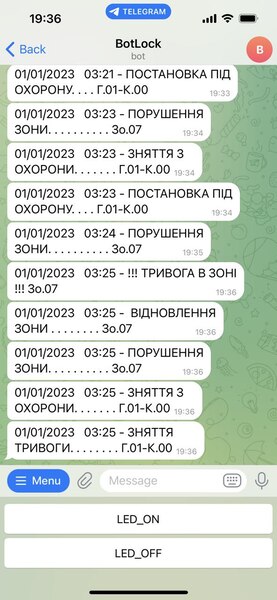 19:36
TELEGRAM
Back
BotLock
bot
B
01/01/2023 03:21 - ПОСТАНОВКА ПІД
ОХОРОНУ. . . . Г.01-К.00
19:33
01/01/2023 03:23 - ПОРУШЕННЯ
ЗОНИ. . . . . . . . . . Зо.07
19:34
01/01/2023 03:23 - ЗНЯТТЯ З
ОХОРОНИ. . . . . . . Г.01-К.00
19:34
01/01/2023 03:23 - ПОСТАНОВКА ПІД
ОХОРОНУ. . . . Г.01-К.00
19:34
01/01/2023 03:24 - ПОРУШЕННЯ
ЗОНИ. . . . . . . . . . Зо.07
19:35
01/01/2023 03:25 - !!! ТРИВОГА В ЗОНІ
!!! Зо.07
19:36
01/01/2023 03:25 - ВІДНОВЛЕННЯ
ЗОНИ . . . . . . . . Зо.07
19:36
01/01/2023 03:25 - ПОРУШЕННЯ
ЗОНИ. . . . . . . . . . Зо.07
19:36
01/01/2023 03:25 - ЗНЯТТЯ З
ОХОРОНИ. . . . . . . Г.01-К.00
19:36
01/01/2023 03:25 - ЗНЯТТЯ
ТРИВОГИ. . . . . . . . Г.01-К.00
19:36
Menu
Message
LED_ON
LED_OFF